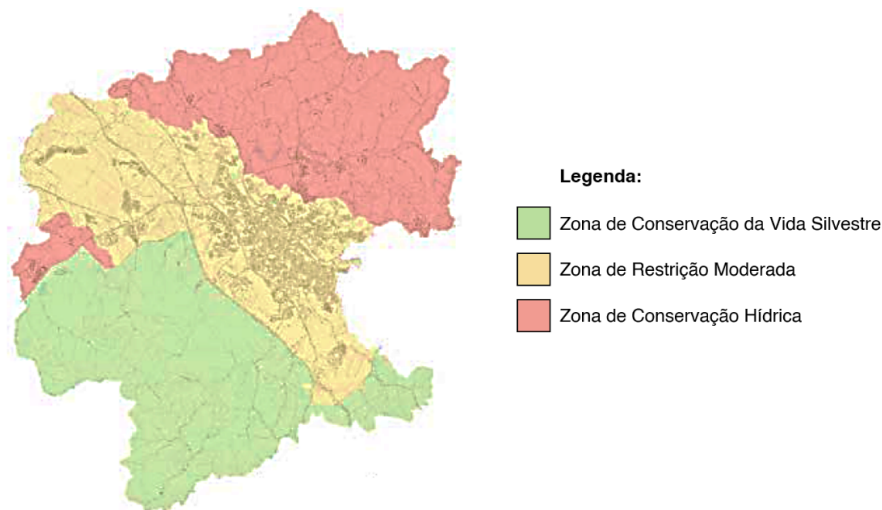 Legenda:
Zona de Conservação da Vida Silvestre
Zona de Restrição Moderada
Zona de Conservação Hídrica